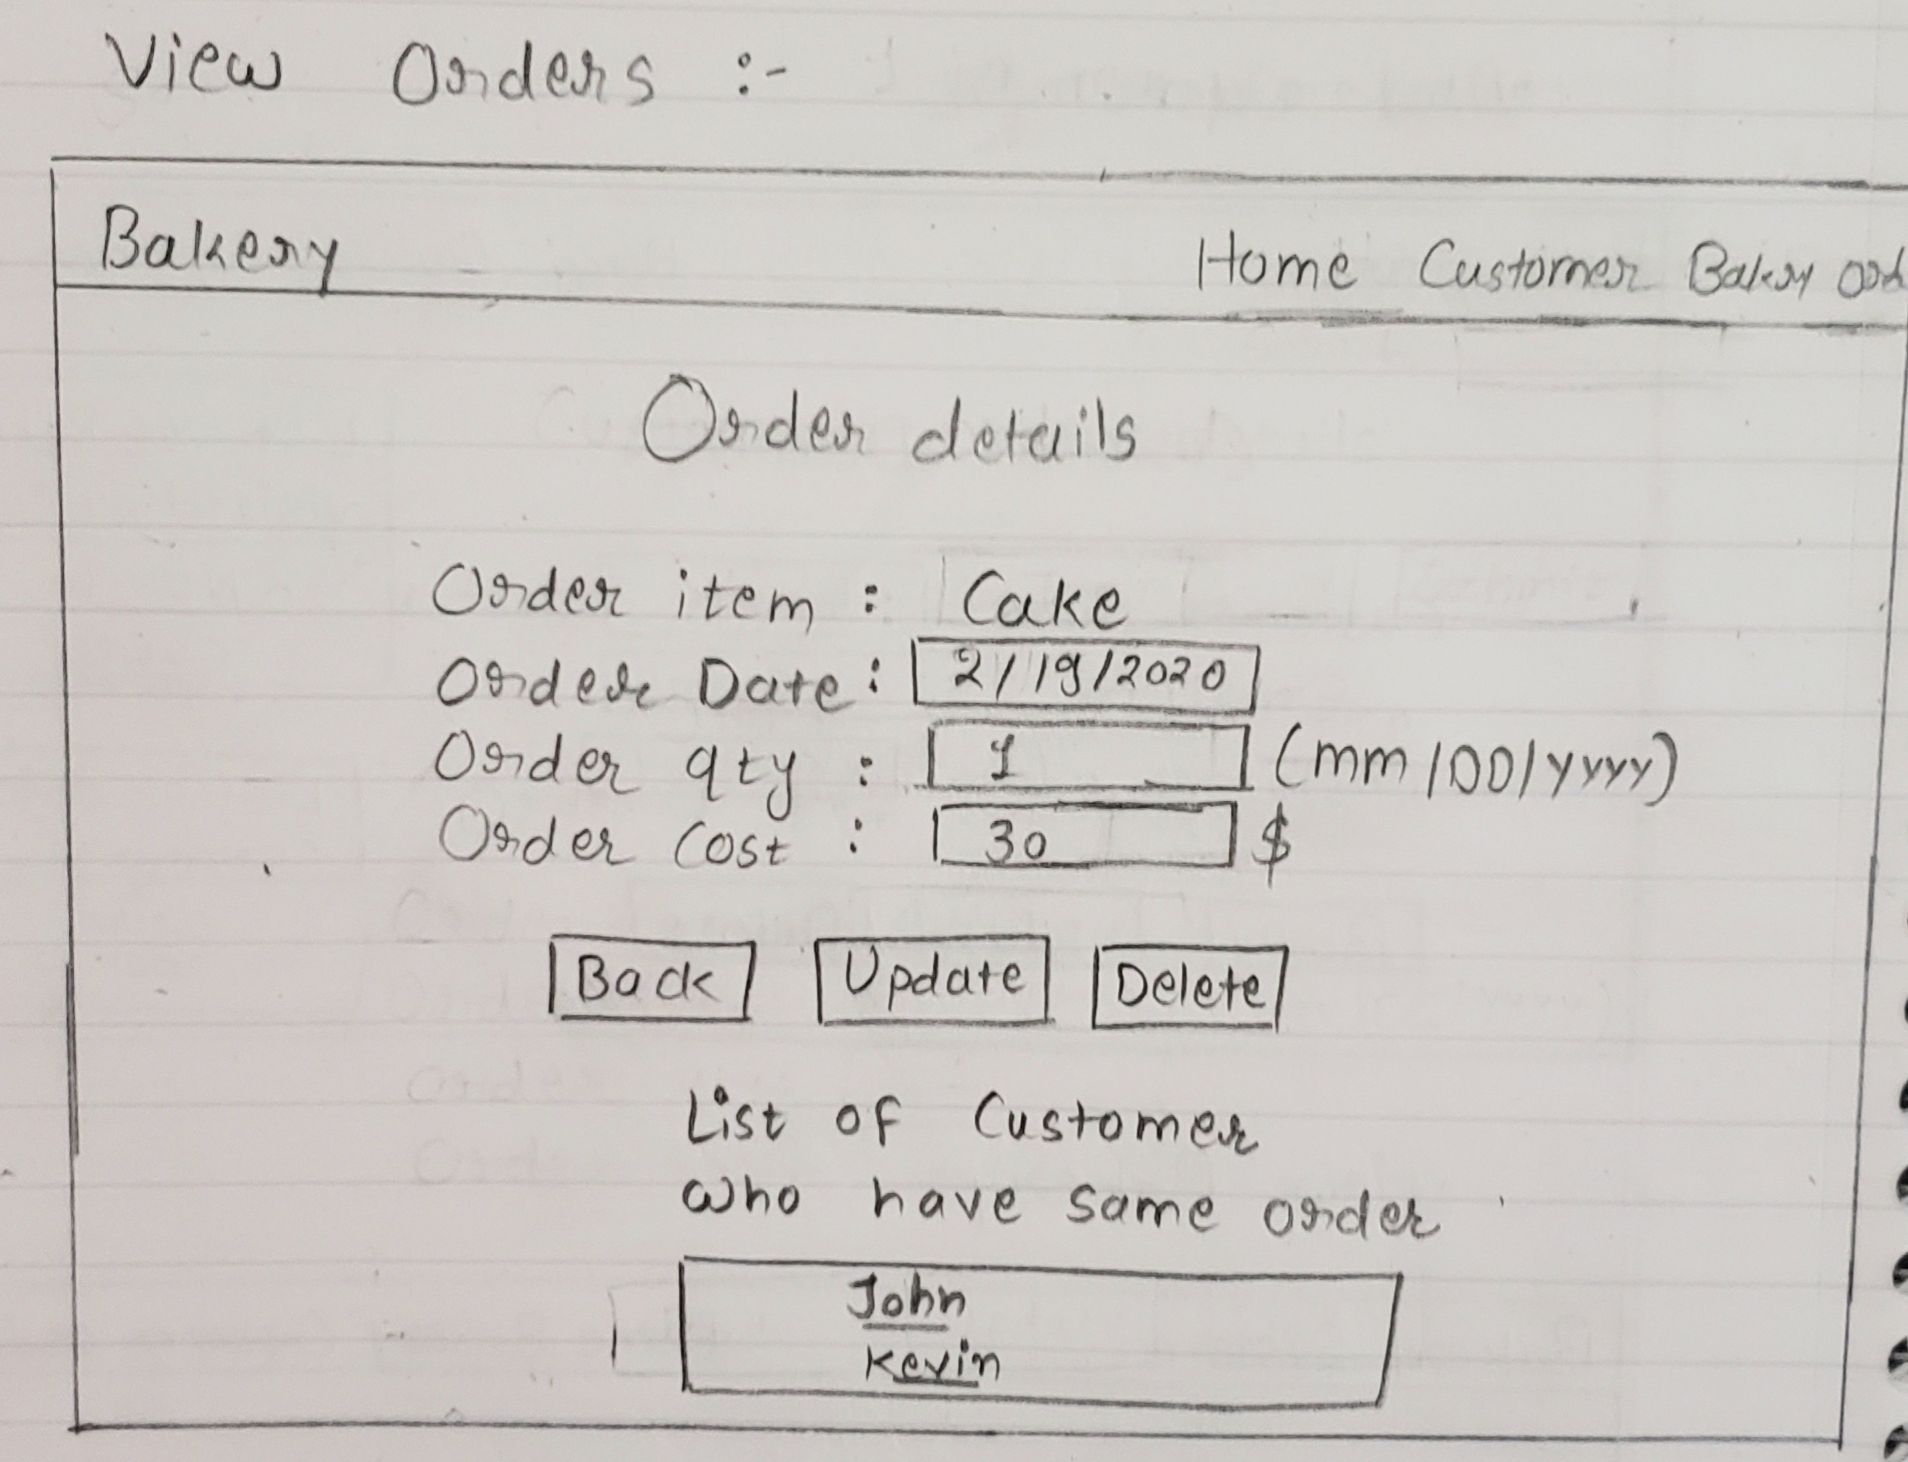 View Orders :-
Bakery Home Customer Bakery
Order details
Order item : Cake
Order Date : 2/19/2020
Order qty : 1 (mm/DD/yyyy)
Order Cost : 30 $
Back Update Delete
List of Customer
who have same order
John
Kevin